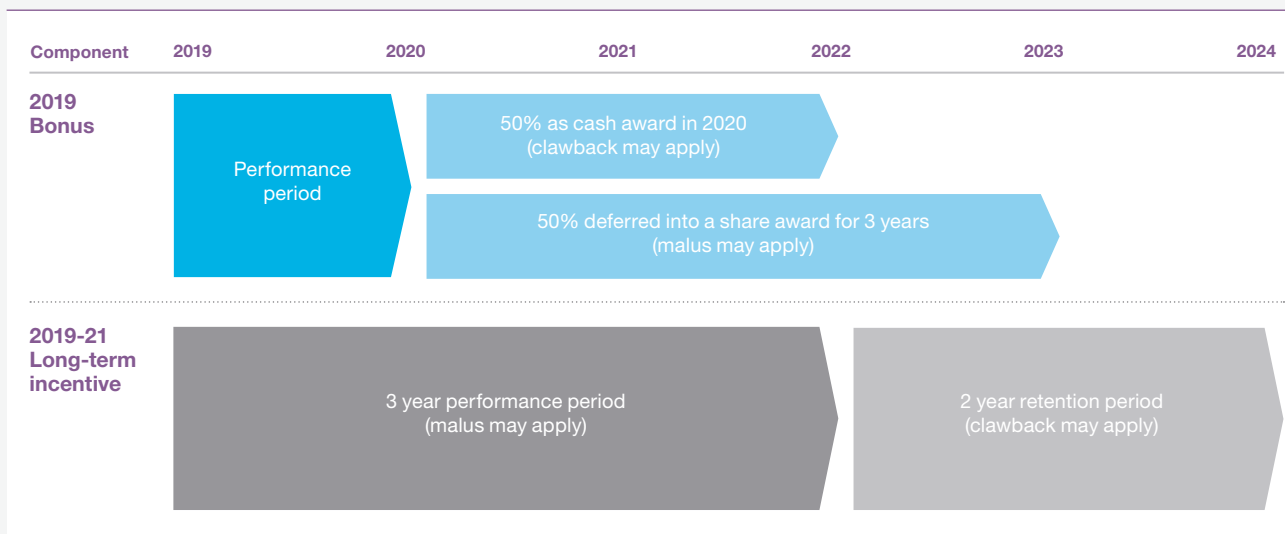 Component 2019 2020 2021 2022 2023 2024
2019
Bonus
Performance
period
50% as cash award in 2020
(clawback may apply)
50% deferred into a share award for 3 years
(malus may apply)
2019-21
Long-term
incentive
3 year performance period
(malus may apply)
2 year retention period
(clawback may apply)